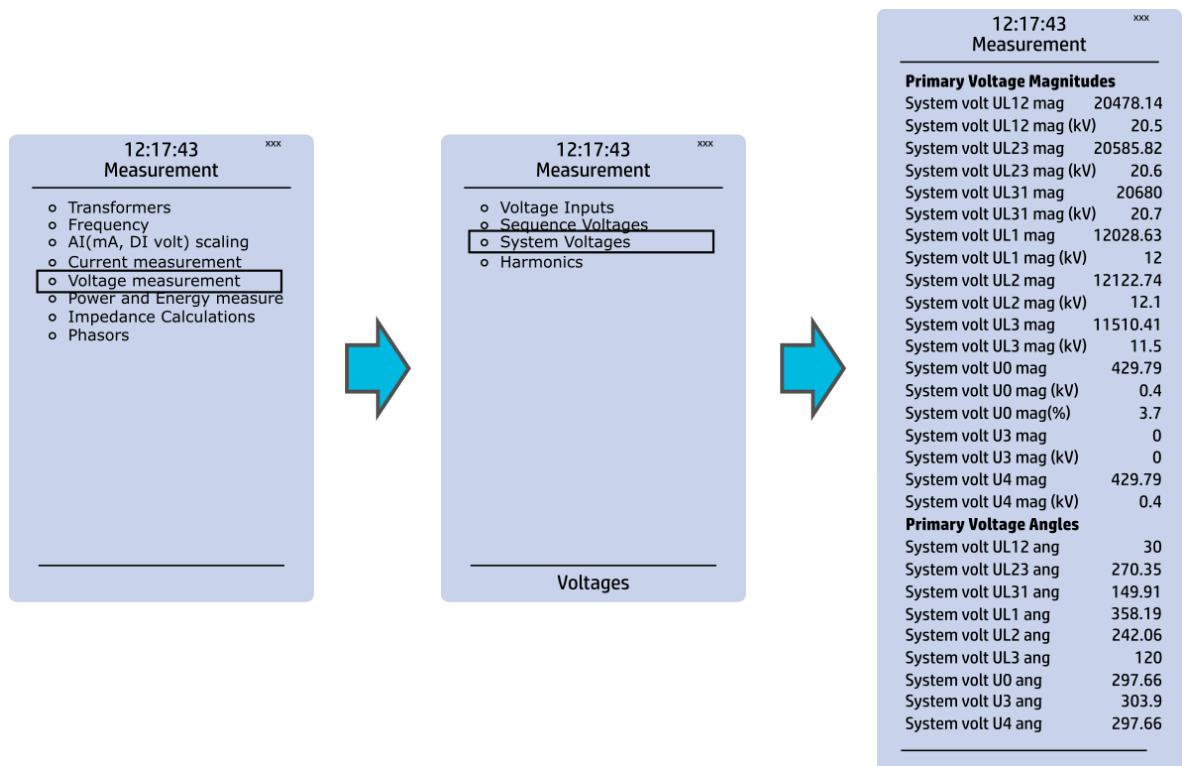 12:17:43 xxx
Measurement
Transformers
Frequency
AI(mA, DI volt) scaling
Current measurement
Voltage measurement
Power and Energy measure
Impedance Calculations
Phasors
12:17:43 xxx
Measurement
Voltage Inputs
Sequence Voltages
System Voltages
Harmonics
Voltages
12:17:43 xxx
Measurement
Primary Voltage Magnitudes
System volt UL12 mag 20478.14
System volt UL12 mag (kV) 20.5
System volt UL23 mag 20585.82
System volt UL23 mag (kV) 20.6
System volt UL31 mag 20680
System volt UL31 mag (kV) 20.7
System volt UL1 mag 12028.63
System volt UL1 mag (kV) 12
System volt UL2 mag 12122.74
System volt UL2 mag (kV) 12.1
System volt UL3 mag 11510.41
System volt UL3 mag (kV) 11.5
System volt U0 mag 429.79
System volt U0 mag (kV) 0.4
System volt U0 mag(%) 3.7
System volt U3 mag 0
System volt U3 mag (kV) 0
System volt U4 mag 429.79
System volt U4 mag (kV) 0.4
Primary Voltage Angles
System volt UL12 ang 30
System volt UL23 ang 270.35
System volt UL31 ang 149.91
System volt UL1 ang 358.19
System volt UL2 ang 242.06
System volt UL3 ang 120
System volt U0 ang 297.66
System volt U3 ang 303.9
System volt U4 ang 297.66